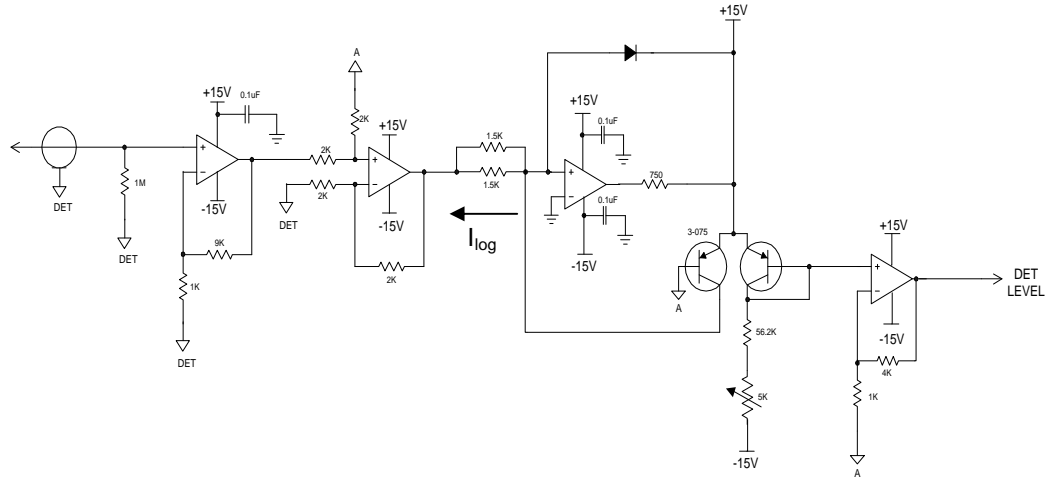 +15V
A
+15V
0.1uF
+15V
2K
+15V
0.1uF
2K
1.5K
1.5K
2K
750
1M
DET
-15V
DET
-15V
0.1uF
Ilog
-15V
3-075
+15V
DET
9K
2K
A
DET
LEVEL
1K
56.2K
-15V
4K
DET
5K
1K
-15V
A